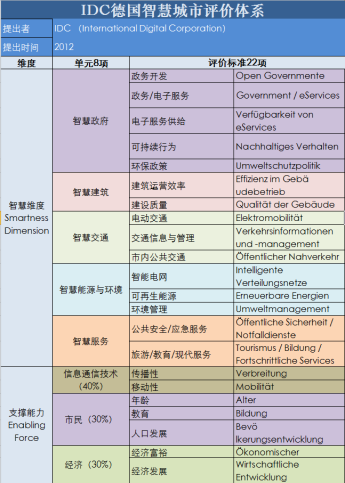 IDC德国智慧城市评价体系
提出者 IDC （International Digital Corporation）
提出时间 2012
维度 单元8项 评价标准22项
智慧维度
Smartness
Dimension
智慧政府
政务开发 Open Governmente
政务/电子服务 Government / eServices
电子服务供给 Verfügbarkeit von
eServices
可持续行为 Nachhaltiges Verhalten
环保政策 Umweltschutzpolitik
智慧建筑
建筑运营效率 Effizienz im Gebä
udebetrieb
建设质量 Qualität der Gebäude
智慧交通
电动交通 Elektromobilität
交通信息与管理 Verkehrsinformationen
und -management
市内公共交通 Öffentlicher Nahverkehr
智慧能源与环境
智能电网 Intelligente
Verteilungsnetze
可再生能源 Erneuerbare Energien
环境管理 Umweltmanagement
智慧服务
公共安全/应急服务 Öffentliche Sicherheit /
Notfalldienste
旅游/教育/现代服务 Tourismus / Bildung /
Fortschrittliche Services
支撑能力
Enabling
Force
信息通信技术
（40%）
传播性 Verbreitung
移动性 Mobilität
市民（30%）
年龄 Alter
教育 Bildung
人口发展 Bevö
lkerungsentwicklung
经济（30%）
经济富裕 Ökonomischer
经济发展 Wirtschaftliche
Entwicklung